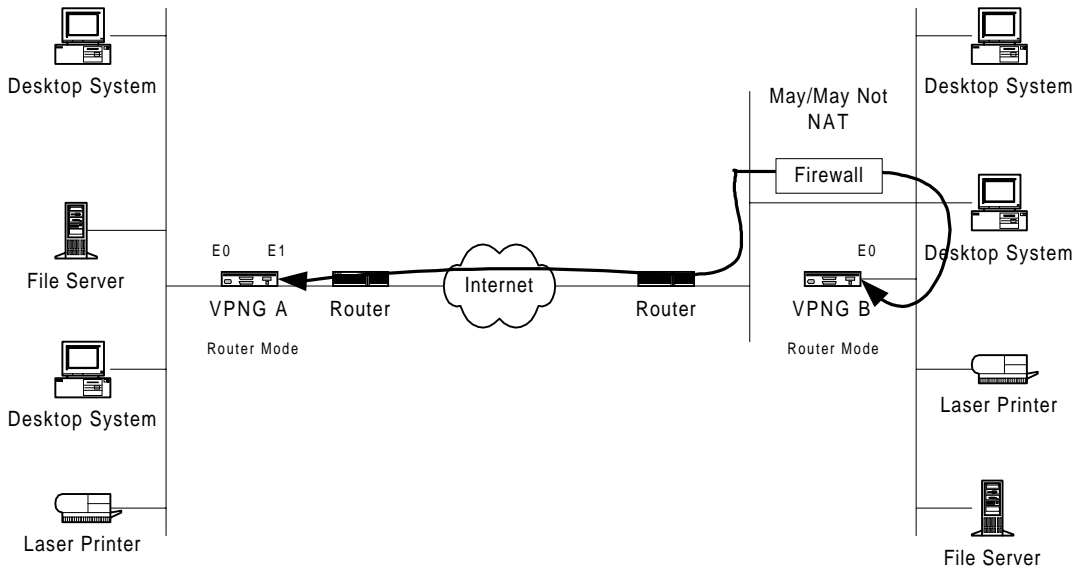 Desktop System
File Server
E0 E1
VPNG A
Router Mode
Router
Desktop System
Laser Printer
Internet
Router
May/May Not
NAT
Firewall
E0
VPNG B
Router Mode
Desktop System
Desktop System
Laser Printer
File Server